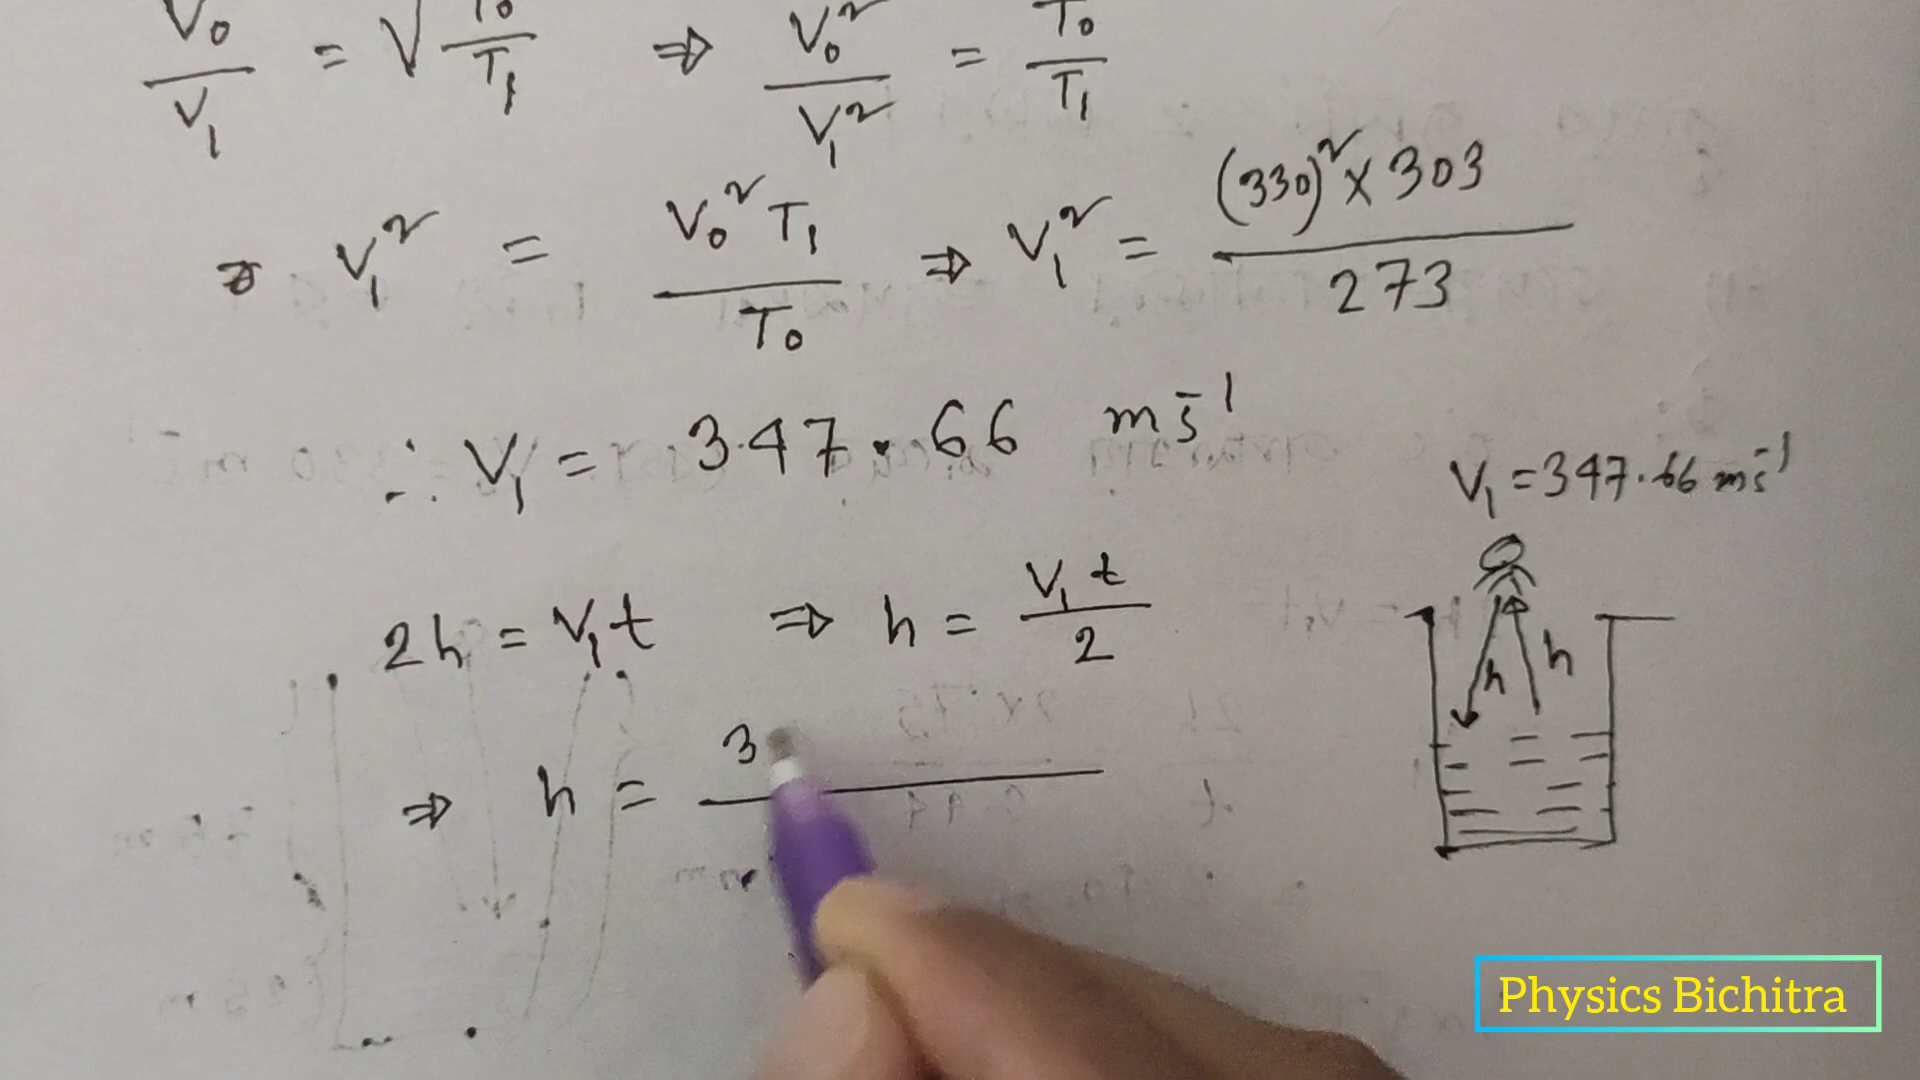 V₀/V₁ = √(T₀/T₁) ⇒ V₀²/V₁² = T₀/T₁
⇒ V₁² = V₀²T₁/T₀ ⇒ V₁² = (330)²×303/273
∴ V₁ = 347.66 ms⁻¹
V₁ = 347.66 ms⁻¹
2h = V₁t ⇒ h = V₁t/2
h h
⇒ h = 3
Physics Bichitra